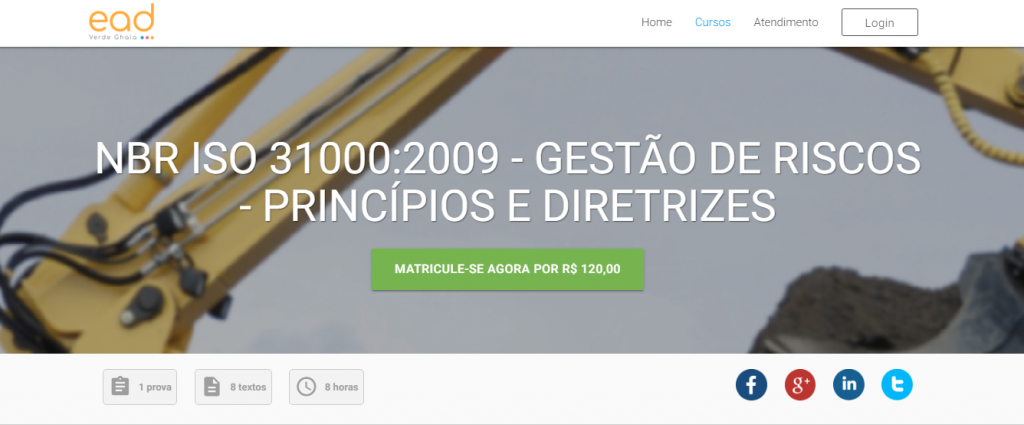 ead
Verde Ghaia
Home
Cursos
Atendimento
Login
NBR ISO 31000:2009 - GESTÃO DE RISCOS
- PRINCÍPIOS E DIRETRIZES
MATRICULE-SE AGORA POR R$ 120,00
1 prova
8 textos
8 horas
f
g+
in
t